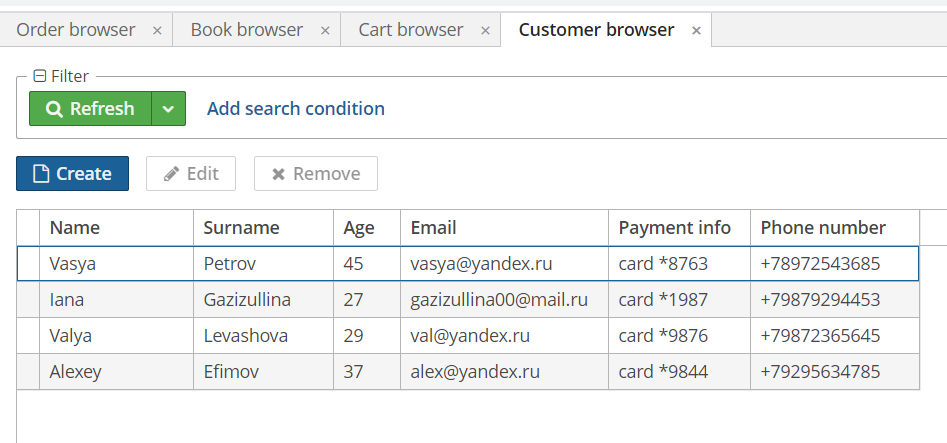 Order browser × Book browser × Cart browser × Customer browser ×
Filter
Refresh Add search condition
Create Edit Remove
Name Surname Age Email Payment info Phone number
Vasya Petrov 45 vasya@yandex.ru card *8763 +78972543685
Iana Gazizullina 27 gazizullina00@mail.ru card *1987 +79879294453
Valya Levashova 29 val@yandex.ru card *9876 +79872365645
Alexey Efimov 37 alex@yandex.ru card *9844 +79295634785